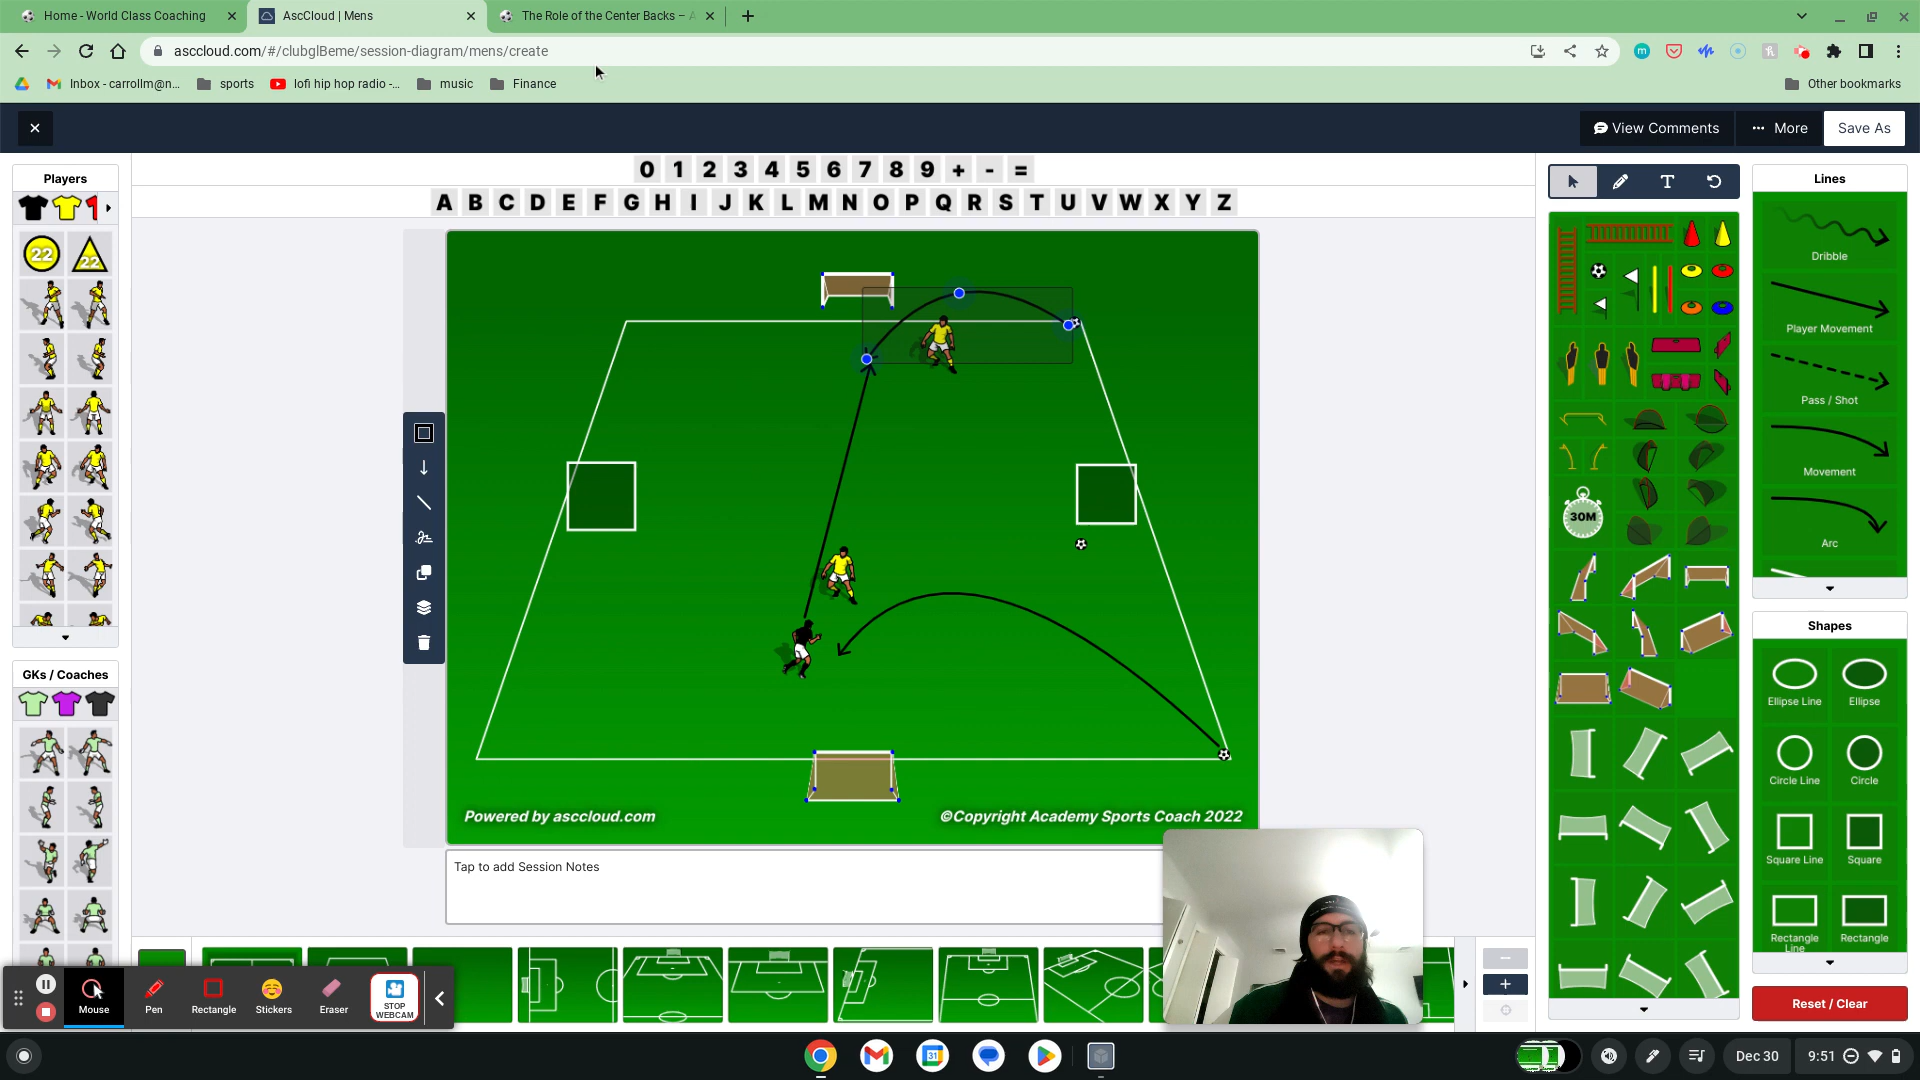 Home - World Class Coaching
AscCloud | Mens
The Role of the Center Backs –
asccloud.com/#/clubglBeme/session-diagram/mens/create
Inbox - carrollm@n...
sports
lofi hip hop radio -...
music
Finance
Other bookmarks
View Comments
More
Save As
Players
0 1 2 3 4 5 6 7 8 9 + - =
A B C D E F G H I J K L M N O P Q R S T U V W X Y Z
T
Lines
22
22
Dribble
Player Movement
Pass / Shot
Movement
Arc
30M
GKs / Coaches
Shapes
Ellipse Line
Ellipse
Circle Line
Circle
Square Line
Square
Rectangle Line
Rectangle
Powered by asccloud.com
©Copyright Academy Sports Coach 2022
Tap to add Session Notes
Mouse
Pen
Rectangle
Stickers
Eraser
STOP
WEBCAM
Reset / Clear
31
Dec 30
9:51